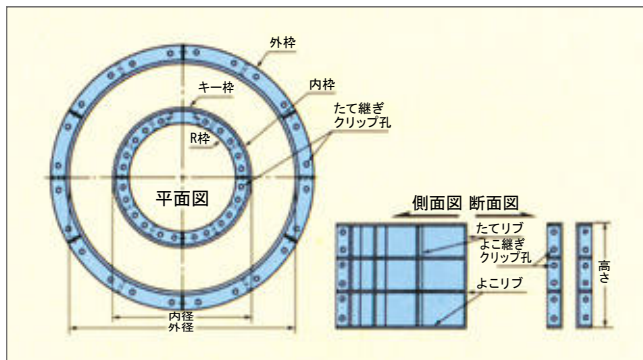 外枠
キー枠
内枠
R枠
たて継ぎ
クリップ孔
平面図
内径
外径
側面図 断面図
たてリブ
よこ継ぎ
クリップ孔
よこリブ
高さ